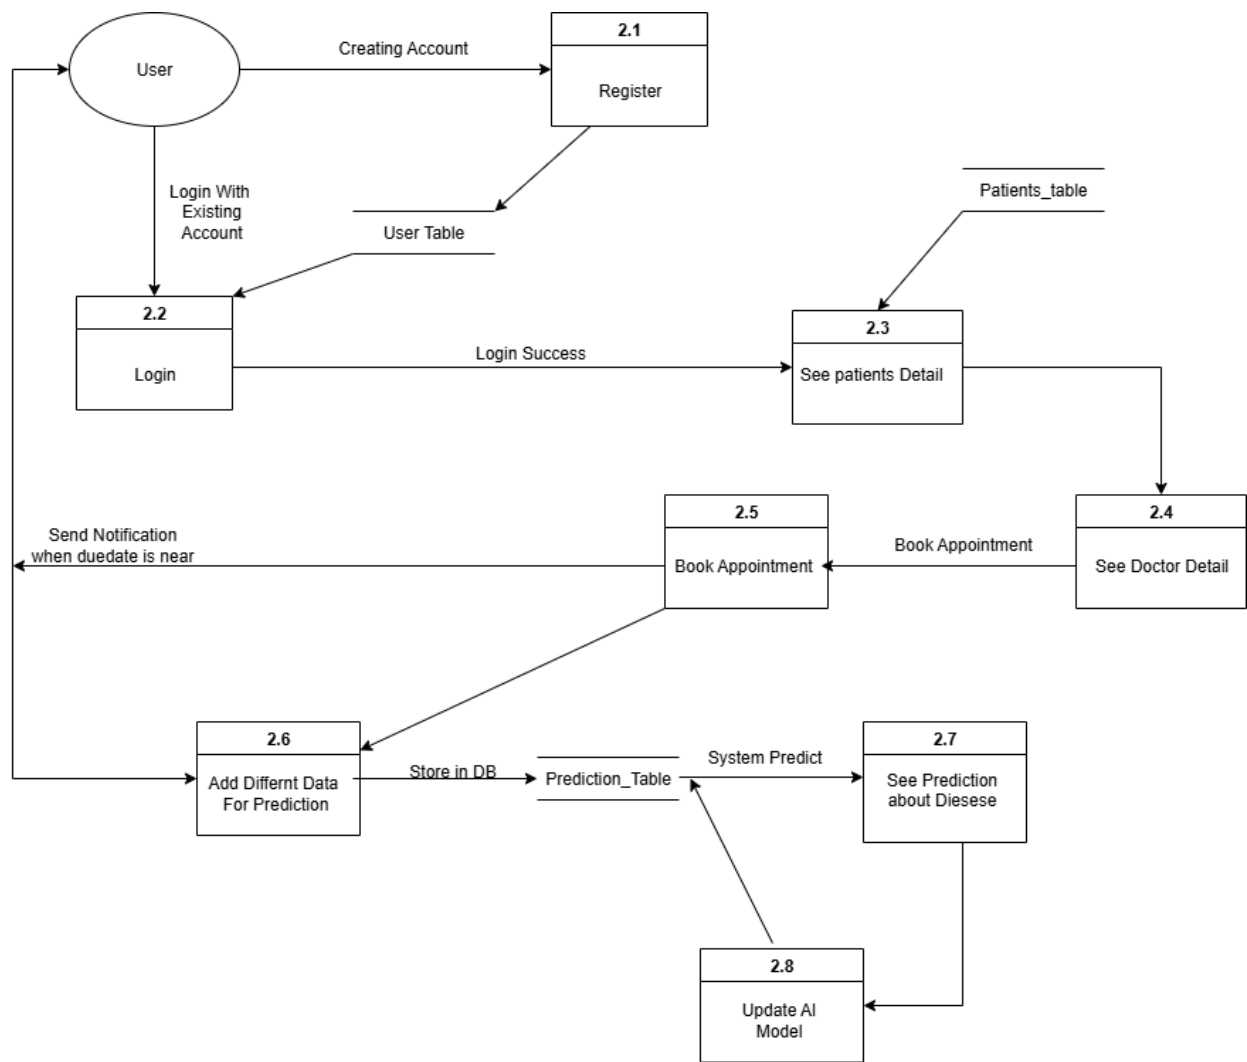 2.1
Creating Account
User
Register
Login With
Existing
Account
Patients_table
User Table
2.2
2.3
Login Success
Login
See patients Detail
2.5
2.4
Send Notification
when duedate is near
Book Appointment
Book Appointment
See Doctor Detail
2.6
2.7
System Predict
Store in DB
Prediction_Table
Add Differnt Data
For Prediction
See Prediction
about Diesese
2.8
Update AI
Model